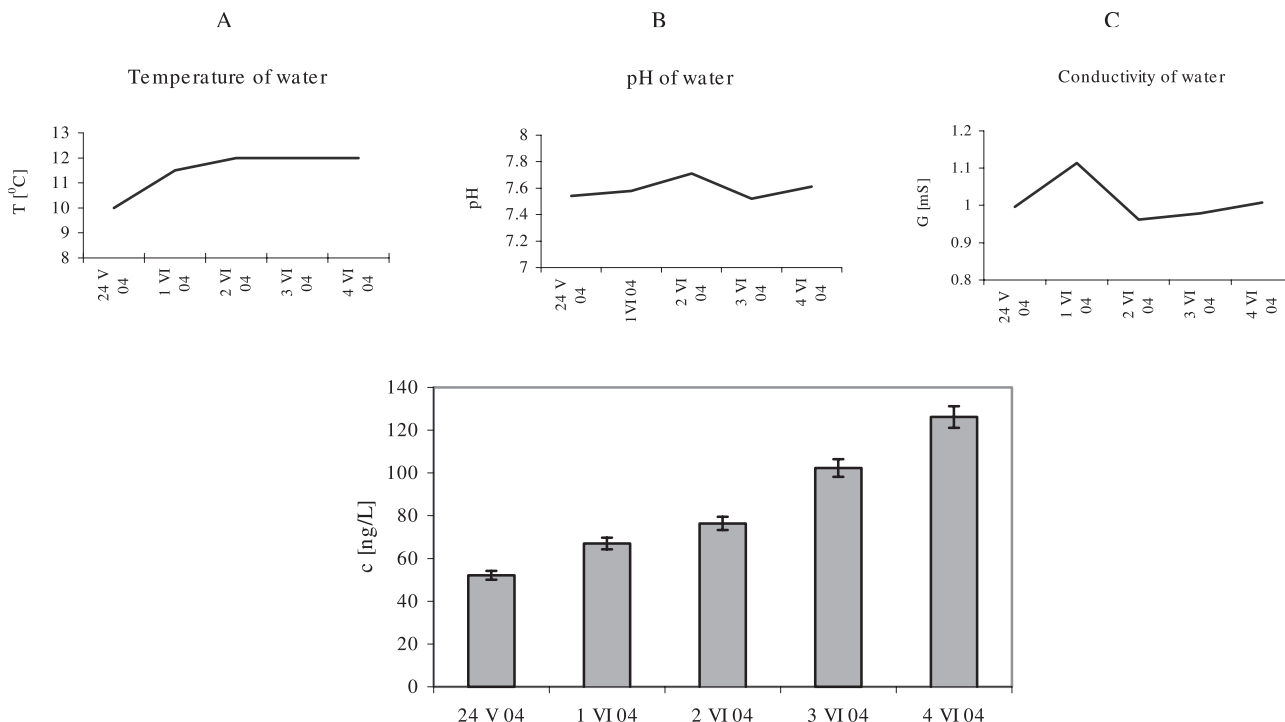 A
B
C
Temperature of water
pH of water
Conductivity of water
T [⁰C]
13
12
11
10
9
8
24 V
04
1 VI
04
2 VI
04
3 VI
04
4 VI
04
pH
8
7.8
7.6
7.4
7.2
7
24 V
04
1VI 04
2 VI
04
3 VI
04
4 VI
04
G [mS]
1.2
1.1
1
0.9
0.8
24 V
04
1 VI
04
2 VI
04
3 VI
04
4 VI
04
c [ng/L]
140
120
100
80
60
40
20
0
24 V 04
1 VI 04
2 VI 04
3 VI 04
4 VI 04